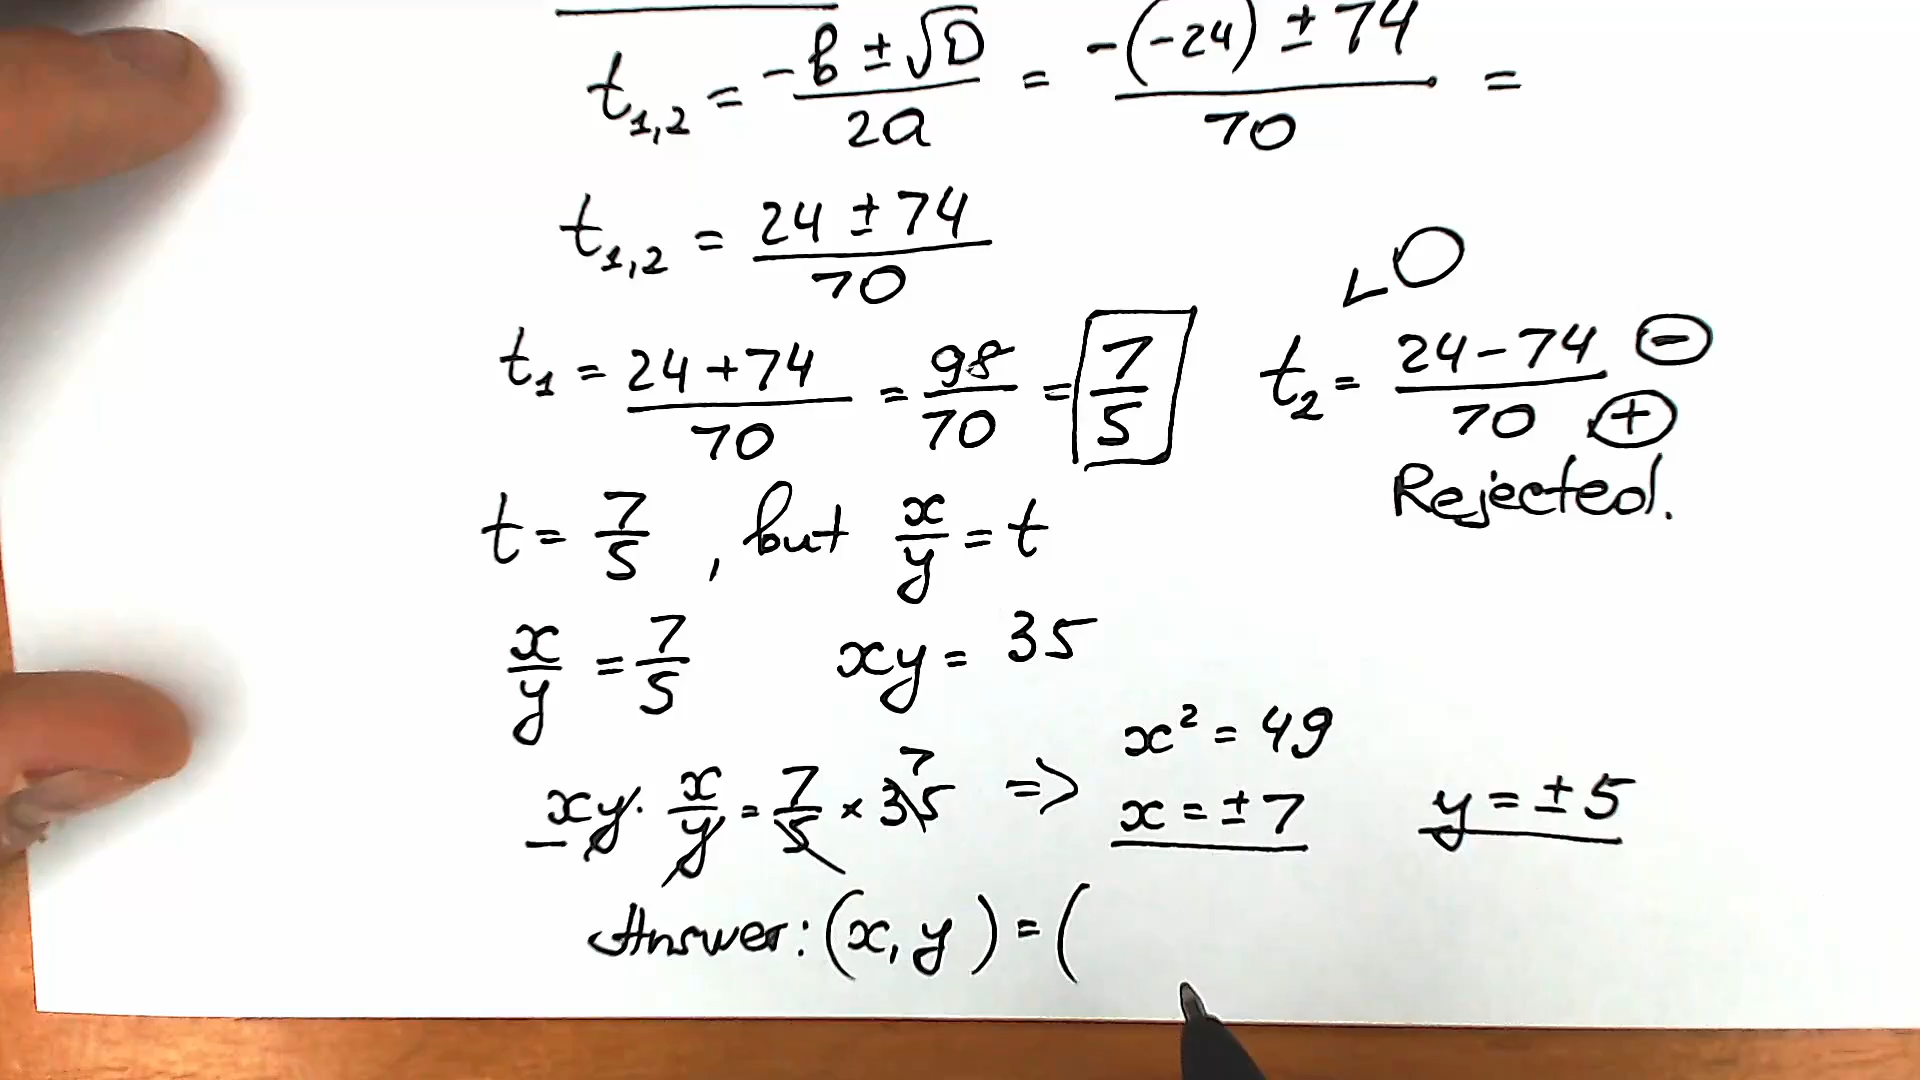 t₁,₂ = (-b ± √D)/(2a) = (-(-24) ± 74)/70 =
t₁,₂ = (24 ± 74)/70
∠0
t₁ = (24+74)/70 = 98/70 = 7/5 t₂ = (24-74)/70 ⊖ ⊕
Rejected.
t = 7/5 , but x/y = t
x/y = 7/5 xy = 35
x² = 49
xy · x/y = 7/5 × 35 7 => x = ±7 y = ±5
Answer: (x, y) = (